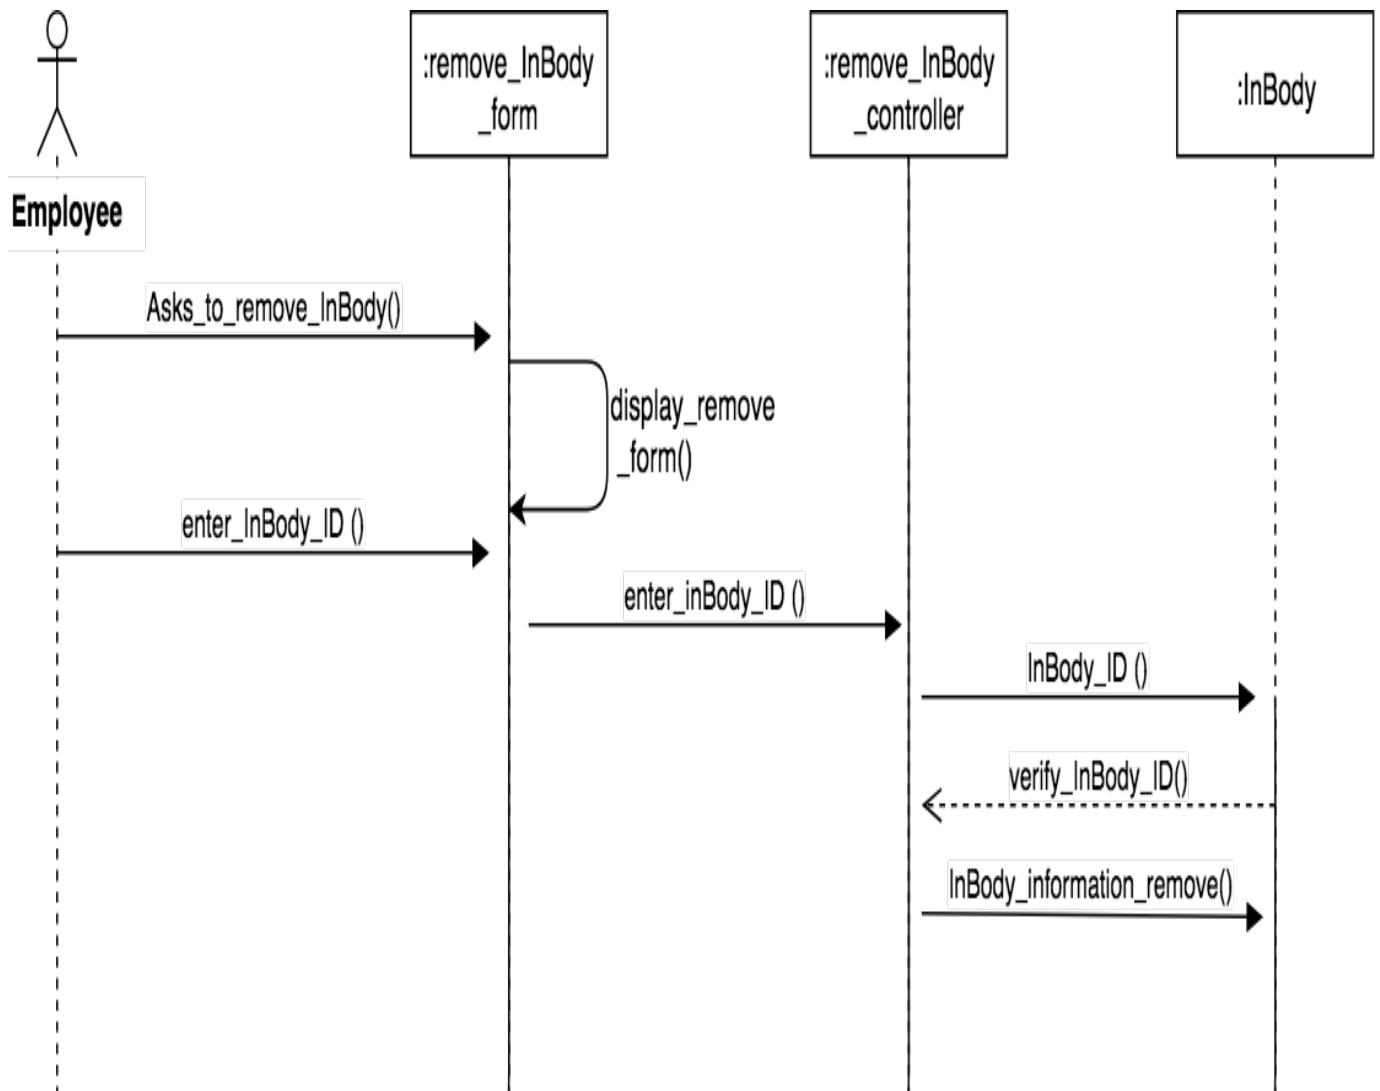 :remove_InBody
_form
:remove_InBody
_controller
:InBody
Employee
Asks_to_remove_InBody()
display_remove
_form()
enter_InBody_ID ()
enter_inBody_ID ()
InBody_ID ()
verify_InBody_ID()
InBody_information_remove()